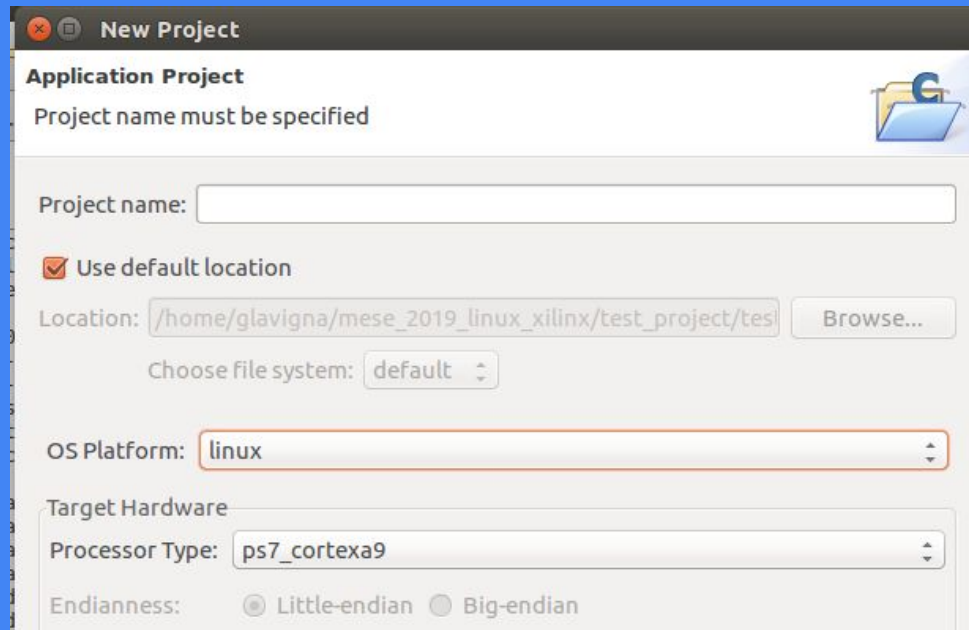 New Project
Application Project
Project name must be specified
Project name:
Use default location
Location: /home/glavigna/mese_2019_linux_xilinx/test_project/test Browse...
Choose file system: default
OS Platform: linux
Target Hardware
Processor Type: ps7_cortexa9
Endianness: Little-endian Big-endian